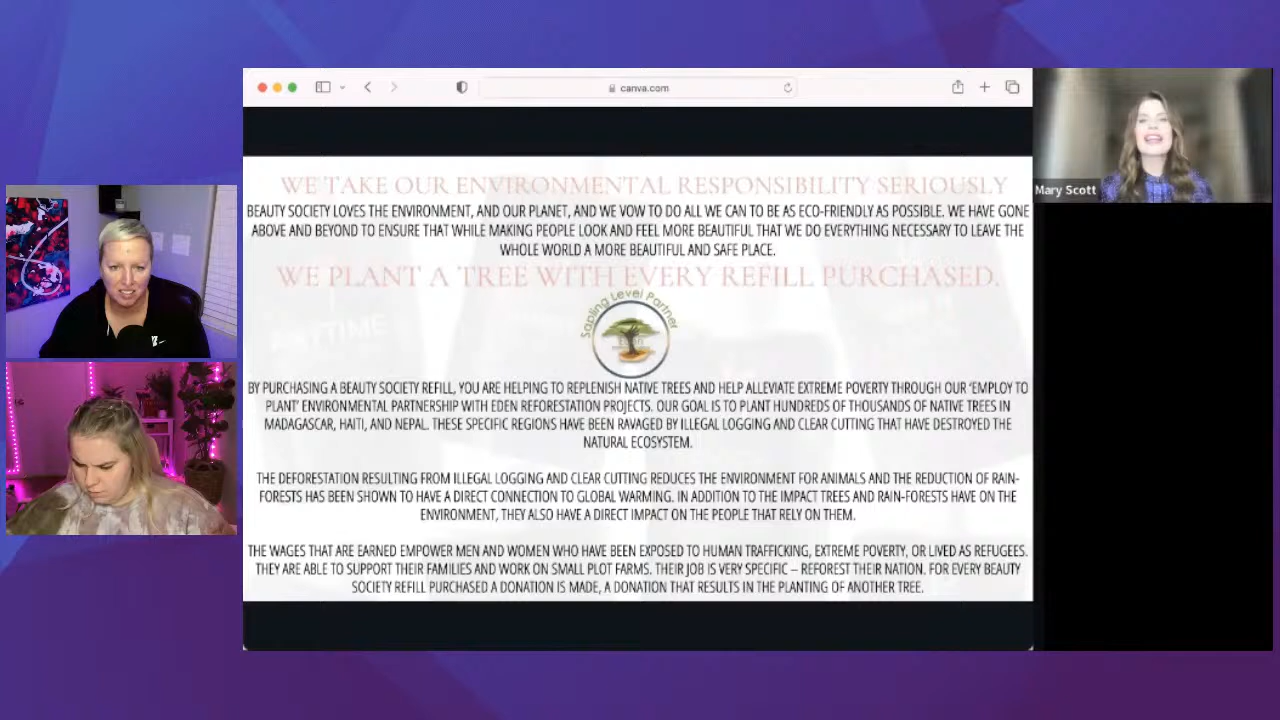 canva.com
WE TAKE OUR ENVIRONMENTAL RESPONSIBILITY SERIOUSLY
BEAUTY SOCIETY LOVES THE ENVIRONMENT, AND OUR PLANET, AND WE VOW TO DO ALL WE CAN TO BE AS ECO-FRIENDLY AS POSSIBLE. WE HAVE GONE
ABOVE AND BEYOND TO ENSURE THAT WHILE MAKING PEOPLE LOOK AND FEEL MORE BEAUTIFUL THAT WE DO EVERYTHING NECESSARY TO LEAVE THE
WHOLE WORLD A MORE BEAUTIFUL AND SAFE PLACE.
WE PLANT A TREE WITH EVERY REFILL PURCHASED.
Sapling Level Partner
BY PURCHASING A BEAUTY SOCIETY REFILL, YOU ARE HELPING TO REPLENISH NATIVE TREES AND HELP ALLEVIATE EXTREME POVERTY THROUGH OUR 'EMPLOY TO
PLANT' ENVIRONMENTAL PARTNERSHIP WITH EDEN REFORESTATION PROJECTS. OUR GOAL IS TO PLANT HUNDREDS OF THOUSANDS OF NATIVE TREES IN
MADAGASCAR, HAITI, AND NEPAL. THESE SPECIFIC REGIONS HAVE BEEN RAVAGED BY ILLEGAL LOGGING AND CLEAR CUTTING THAT HAVE DESTROYED THE
NATURAL ECOSYSTEM.
THE DEFORESTATION RESULTING FROM ILLEGAL LOGGING AND CLEAR CUTTING REDUCES THE ENVIRONMENT FOR ANIMALS AND THE REDUCTION OF RAIN-
FORESTS HAS BEEN SHOWN TO HAVE A DIRECT CONNECTION TO GLOBAL WARMING. IN ADDITION TO THE IMPACT TREES AND RAIN-FORESTS HAVE ON THE
ENVIRONMENT, THEY ALSO HAVE A DIRECT IMPACT ON THE PEOPLE THAT RELY ON THEM.
THE WAGES THAT ARE EARNED EMPOWER MEN AND WOMEN WHO HAVE BEEN EXPOSED TO HUMAN TRAFFICKING, EXTREME POVERTY, OR LIVED AS REFUGEES.
THEY ARE ABLE TO SUPPORT THEIR FAMILIES AND WORK ON SMALL PLOT FARMS. THEIR JOB IS VERY SPECIFIC – REFOREST THEIR NATION. FOR EVERY BEAUTY
SOCIETY REFILL PURCHASED A DONATION IS MADE, A DONATION THAT RESULTS IN THE PLANTING OF ANOTHER TREE.
Mary Scott